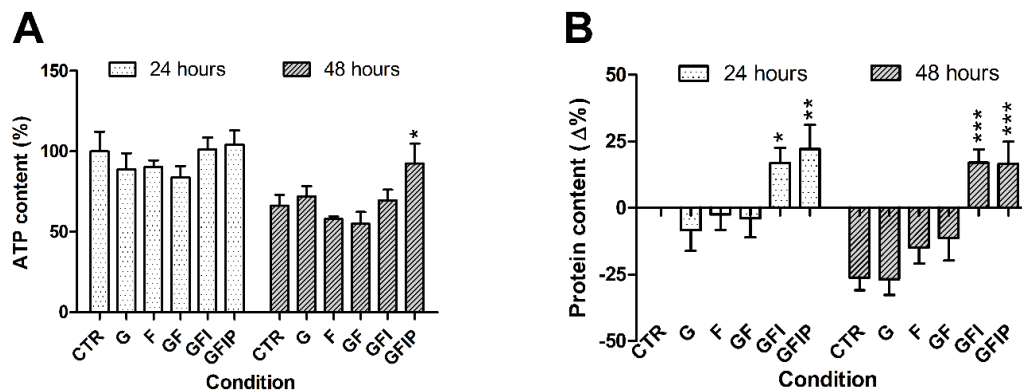 A
24 hours
48 hours
ATP content (%)
150
100
50
0
*
CTR
G
F
GF
GFI
GFIP
CTR
G
F
GF
GFI
GFIP
Condition
B
24 hours
48 hours
Protein content (Δ%)
50
25
0
-25
-50
*
**
***
***
CTR
G
F
GF
GFI
GFIP
CTR
G
F
GF
GFI
GFIP
Condition